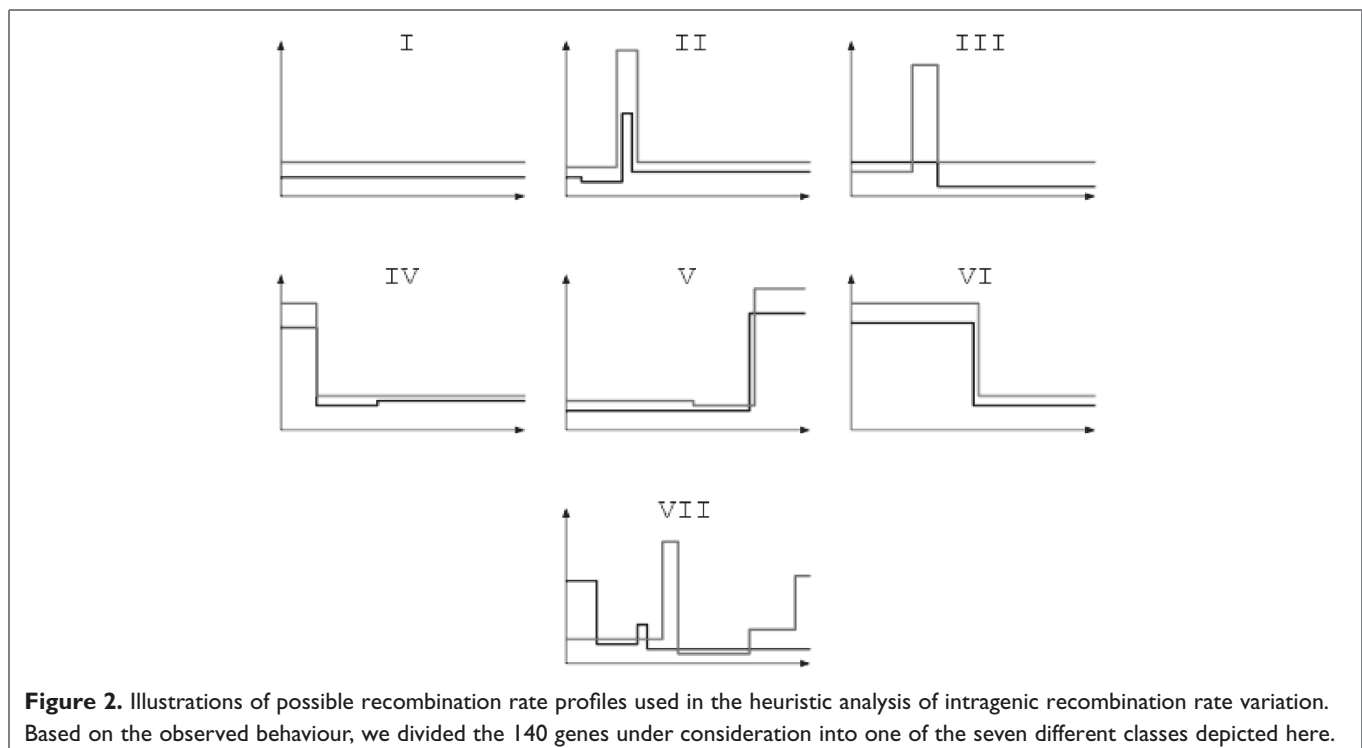 I
II
III
IV
V
VI
VII
Figure 2. Illustrations of possible recombination rate profiles used in the heuristic analysis of intragenic recombination rate variation.
Based on the observed behaviour, we divided the 140 genes under consideration into one of the seven different classes depicted here.